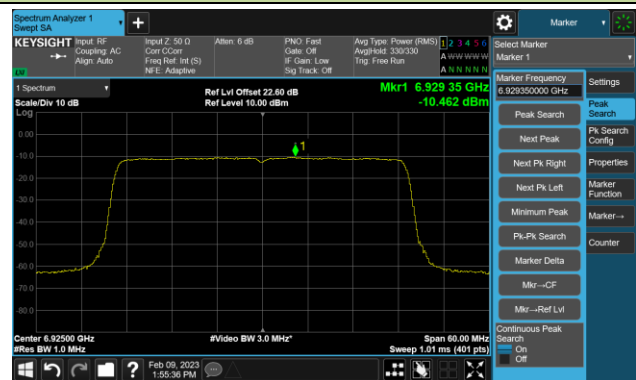 Spectrum Analyzer 1
Swept SA
Marker
KEYSIGHT
Input: RF
Coupling: AC
Align: Auto
Input Z: 50 Ω
Corr CCorr
Freq Ref: Int (S)
NFE: Adaptive
Atten: 6 dB
PNO: Fast
Gate: Off
IF Gain: Low
Sig Track: Off
Avg Type: Power (RMS)
Avg|Hold: 330/330
Trig: Free Run
1 2 3 4 5 6
A W W W W W
A N N N N N
LXI
Select Marker
Marker 1
1 Spectrum
Scale/Div 10 dB
Ref Lvl Offset 22.60 dB
Ref Level 10.00 dBm
Mkr1 6.929 35 GHz
-10.462 dBm
Log
0.00
-10.0
-20.0
-30.0
-40.0
-50.0
-60.0
-70.0
-80.0
1
Center 6.92500 GHz
#Res BW 1.0 MHz
#Video BW 3.0 MHz*
Span 60.00 MHz
Sweep 1.01 ms (401 pts)
Marker Frequency
6.929350000 GHz
Peak Search
Next Peak
Next Pk Right
Next Pk Left
Minimum Peak
Pk-Pk Search
Marker Delta
Mkr→CF
Mkr→Ref Lvl
Continuous Peak
Search
On
Off
Settings
Peak
Search
Pk Search
Config
Properties
Marker
Function
Marker→
Counter
?
Feb 09, 2023
1:55:36 PM